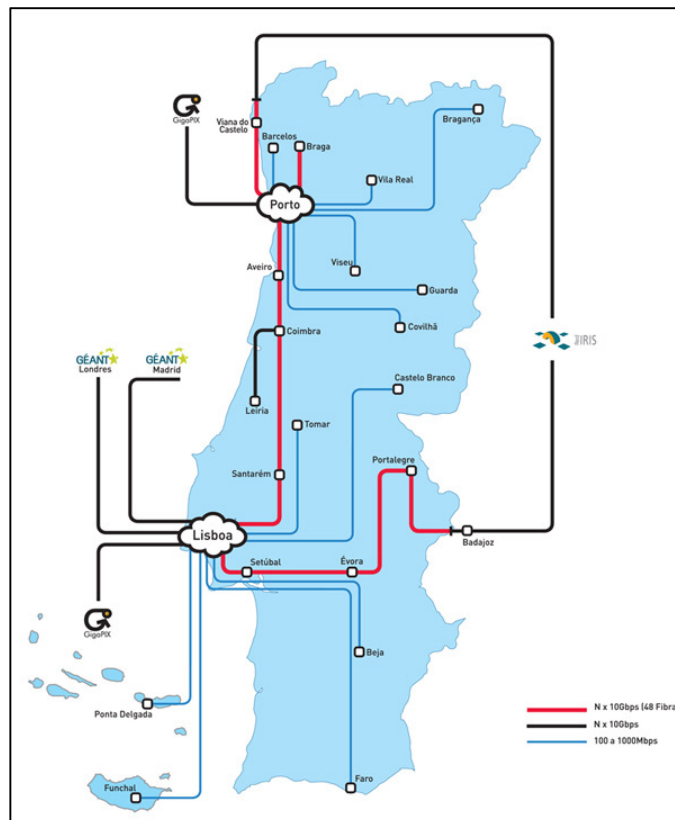 GigaPIX
Viana do
Castelo
Barcelos
Braga
Bragança
Vila Real
Porto
Viseu
Aveiro
Guarda
Coimbra
Covilhã
IRIS
GÉANT
Londres
GÉANT
Madrid
Castelo Branco
Leiria
Tomar
Portalegre
Santarém
Lisboa
Badajoz
Setúbal
Évora
GigaPIX
Beja
Ponta Delgada
Funchal
Faro
N x 10Gbps (48 Fibra
N x 10Gbps
100 a 1000Mbps